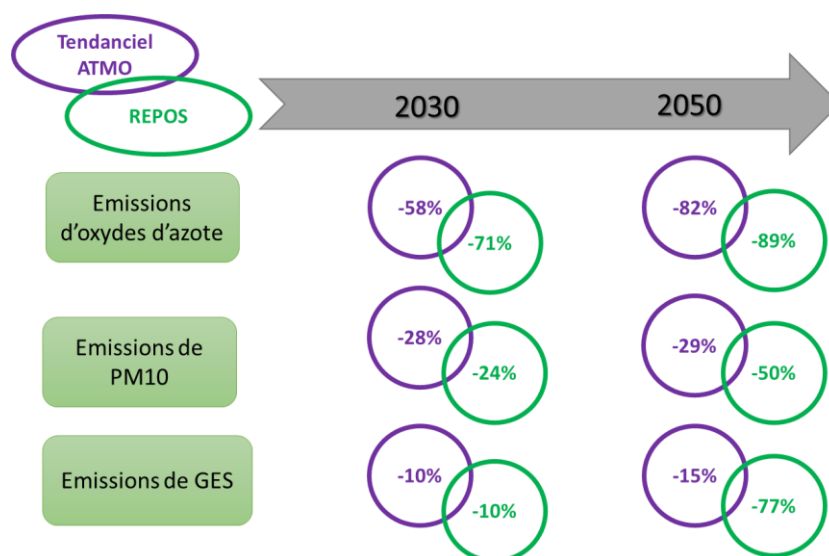 Tendanciel
ATMO
REPOS
2030
2050
Emissions
d'oxydes d'azote
-58%
-71%
-82%
-89%
Emissions de
PM10
-28%
-24%
-29%
-50%
Emissions de GES
-10%
-10%
-15%
-77%